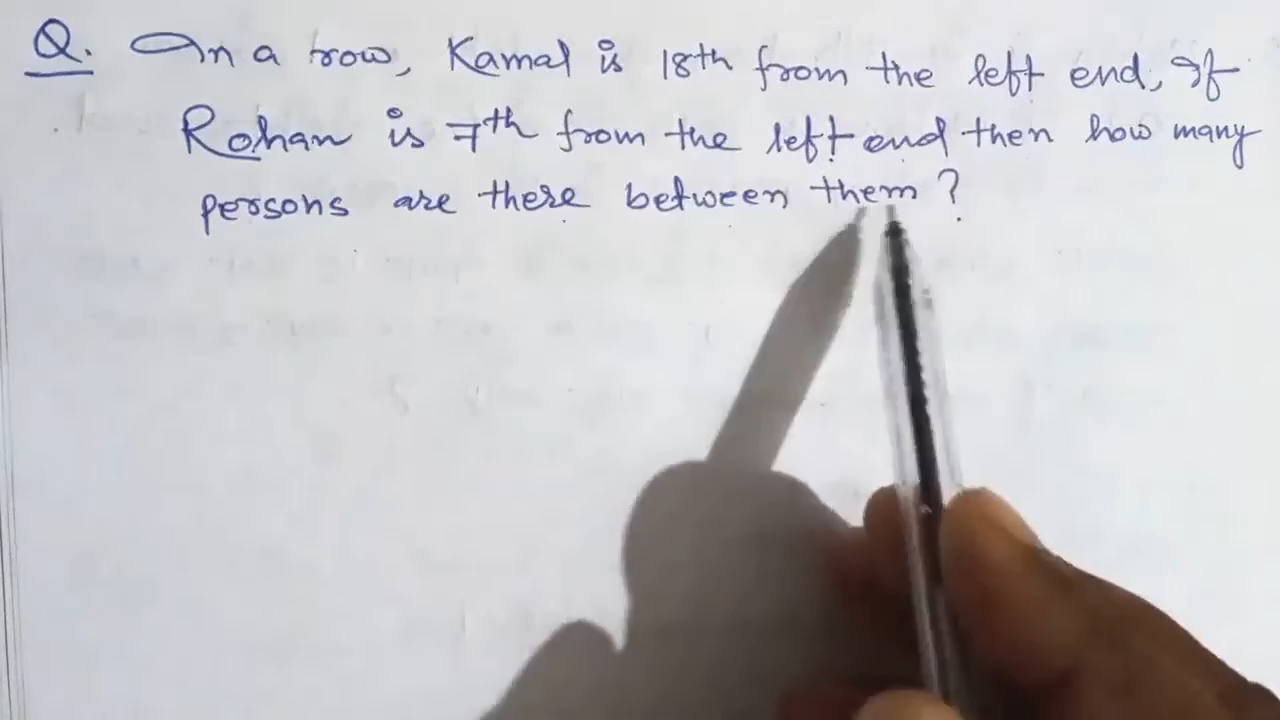 Q. In a row, Kamal is 18th from the left end, If
Rohan is 7th from the left end then how many
persons are there between them?